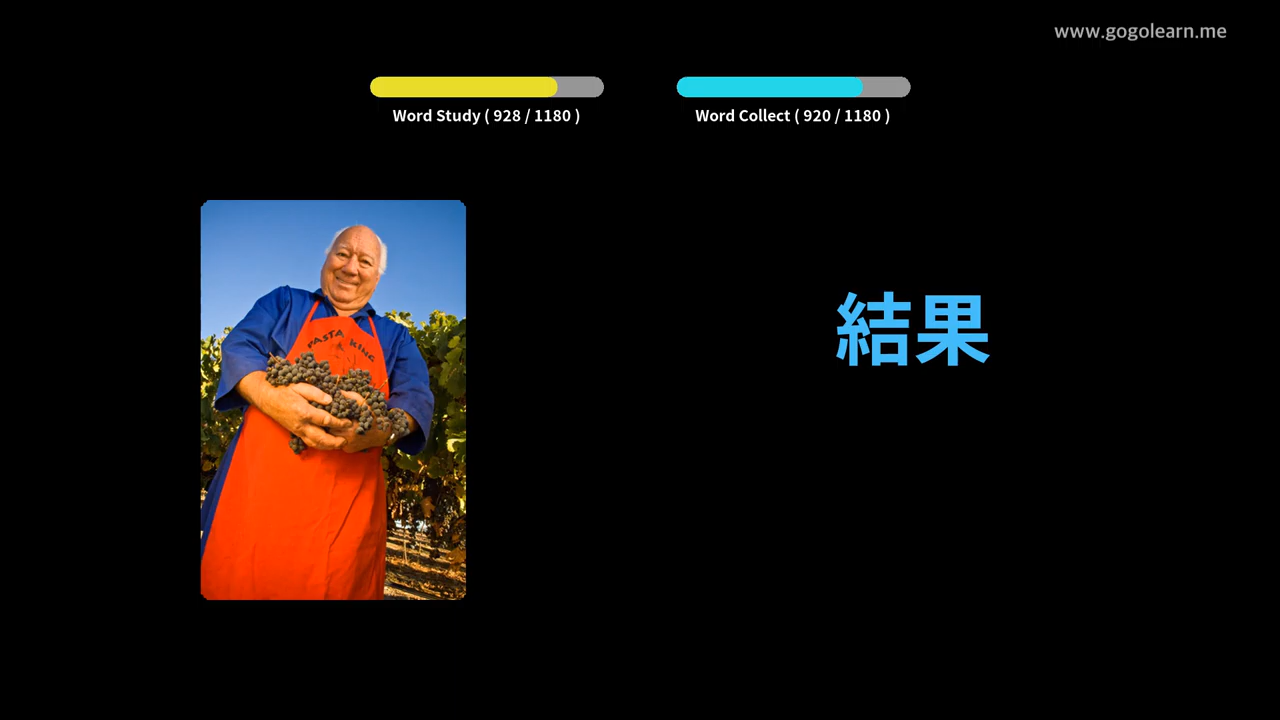 www.gogolearn.me
Word Study ( 928 / 1180 )
Word Collect ( 920 / 1180 )
結果
PASTA KING